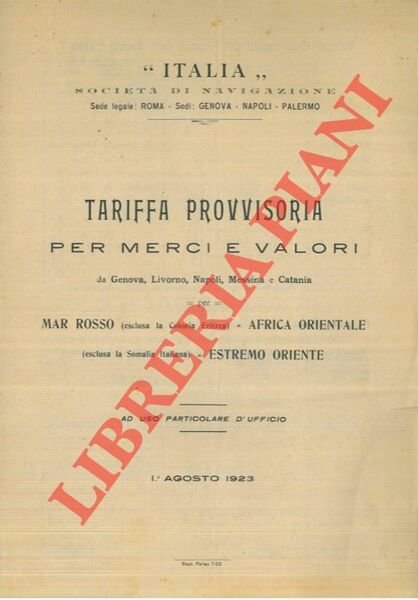 " ITALIA „
SOCIETÀ DI NAVIGAZIONE
Sede legale: ROMA - Sedi: GENOVA - NAPOLI - PALERMO
TARIFFA PROVVISORIA
PER MERCI E VALORI
da Genova, Livorno, Napoli, Messina e Catania
= per =
MAR ROSSO (esclusa la Colonia Eritrea) - AFRICA ORIENTALE
(esclusa la Somalia Italiana) - ESTREMO ORIENTE
AD USO PARTICOLARE D'UFFICIO
1.° AGOSTO 1923
LIBRERIA PIANI